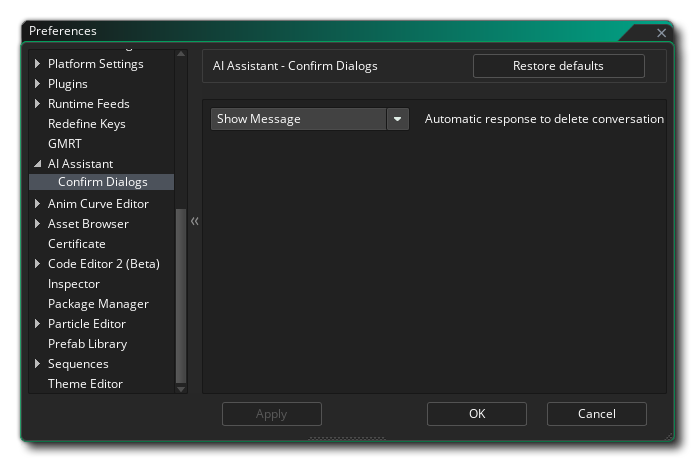 Preferences
Platform Settings
Plugins
Runtime Feeds
Redefine Keys
GMRT
AI Assistant
Confirm Dialogs
Anim Curve Editor
Asset Browser
Certificate
Code Editor 2 (Beta)
Inspector
Package Manager
Particle Editor
Prefab Library
Sequences
Theme Editor
AI Assistant - Confirm Dialogs
Restore defaults
Show Message
Automatic response to delete conversation
Apply
OK
Cancel